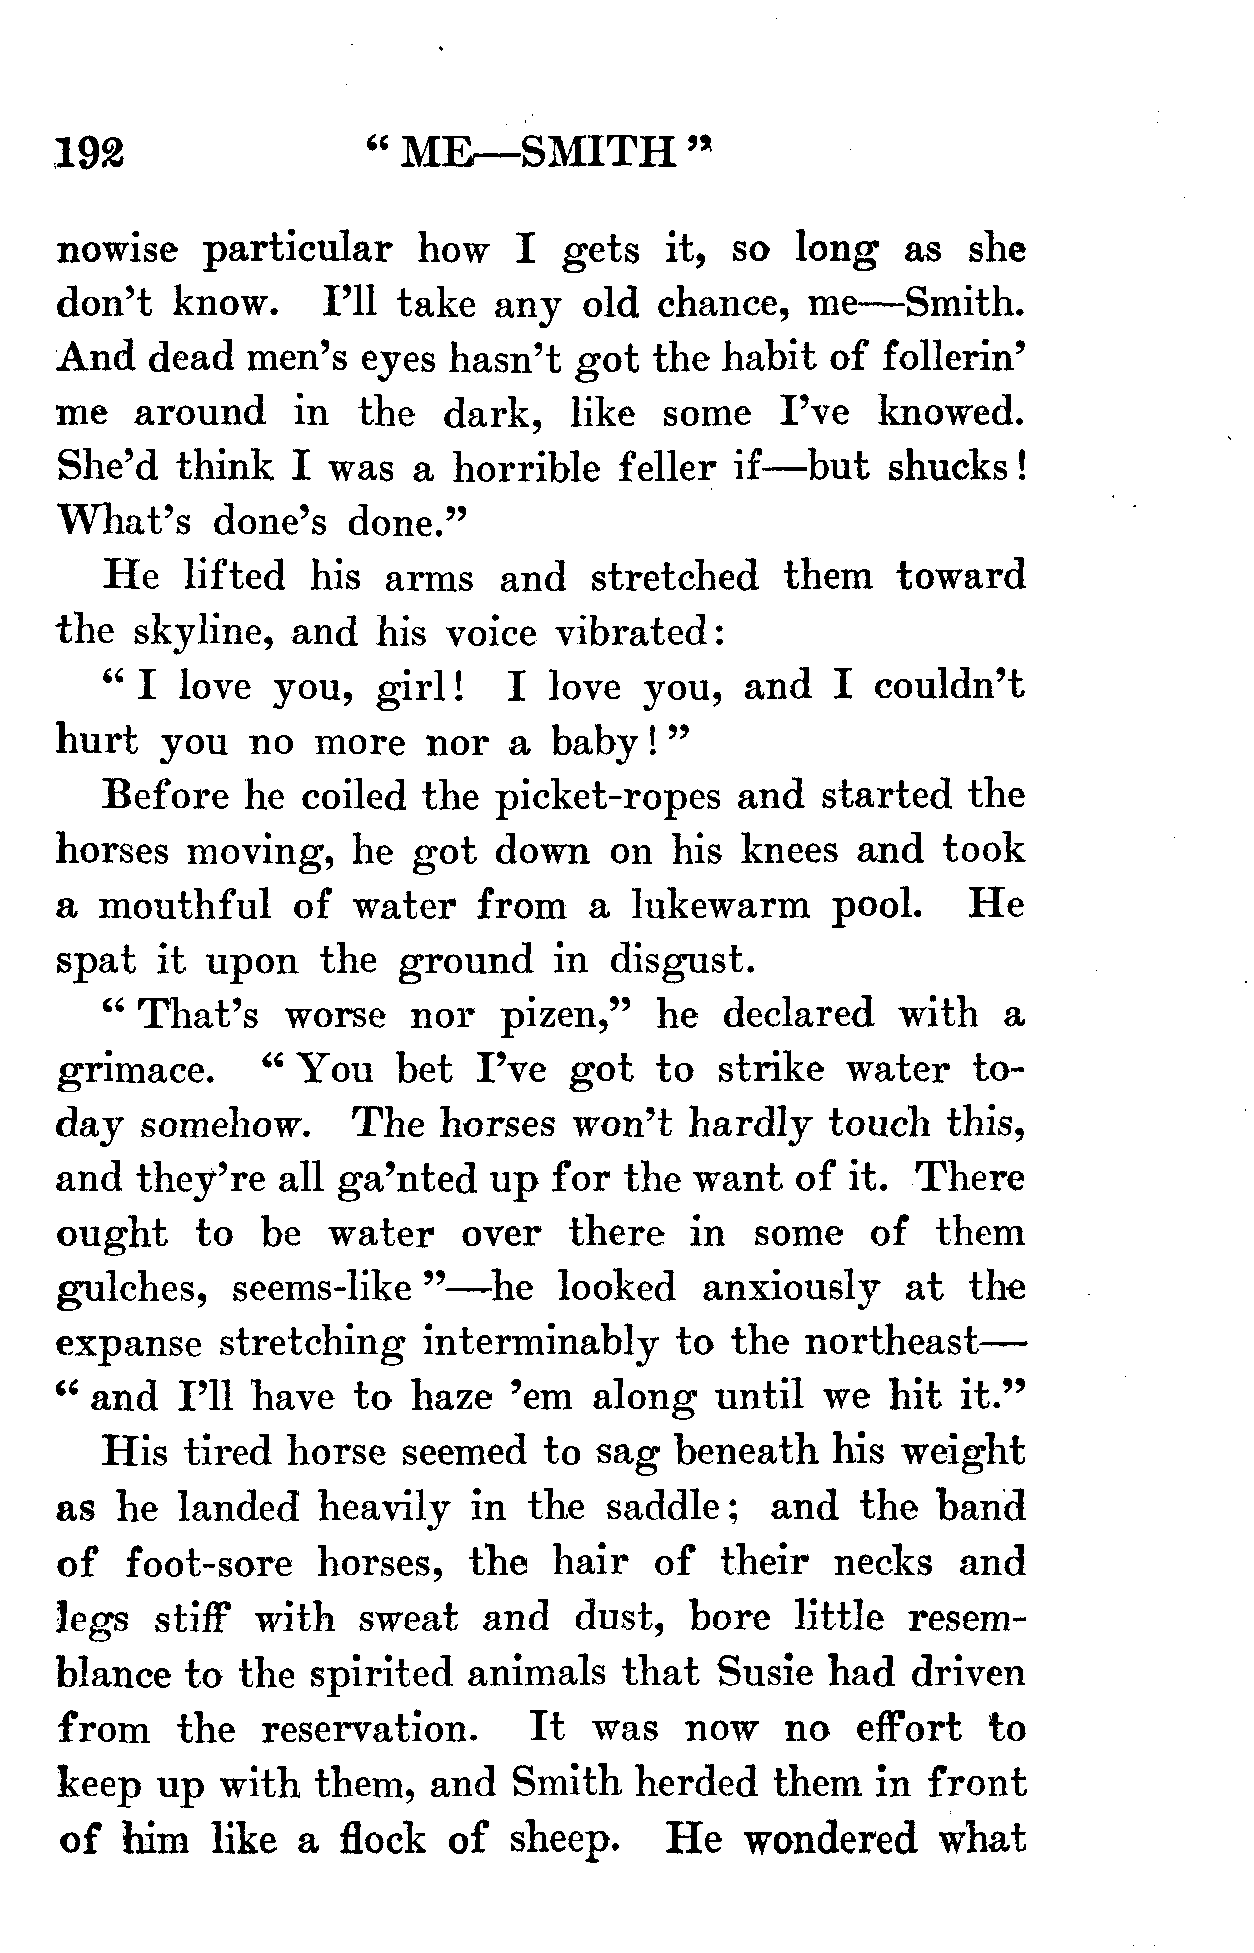 192 “ ME—SMITH ”
nowise particular how I gets it, so long as she
don’t know. I’ll take any old chance, me—Smith.
And dead men’s eyes hasn’t got the habit of follerin’
me around in the dark, like some I’ve knowed.
She’d think I was a horrible feller if—but shucks!
What’s done’s done.”
He lifted his arms and stretched them toward
the skyline, and his voice vibrated:
“ I love you, girl! I love you, and I couldn’t
hurt you no more nor a baby! ”
Before he coiled the picket-ropes and started the
horses moving, he got down on his knees and took
a mouthful of water from a lukewarm pool. He
spat it upon the ground in disgust.
“ That’s worse nor pizen,” he declared with a
grimace. “ You bet I’ve got to strike water to-
day somehow. The horses won’t hardly touch this,
and they’re all ga’nted up for the want of it. There
ought to be water over there in some of them
gulches, seems-like ”—he looked anxiously at the
expanse stretching interminably to the northeast—
“ and I’ll have to haze ’em along until we hit it.”
His tired horse seemed to sag beneath his weight
as he landed heavily in the saddle; and the band
of foot-sore horses, the hair of their necks and
legs stiff with sweat and dust, bore little resem-
blance to the spirited animals that Susie had driven
from the reservation. It was now no effort to
keep up with them, and Smith herded them in front
of him like a flock of sheep. He wondered what